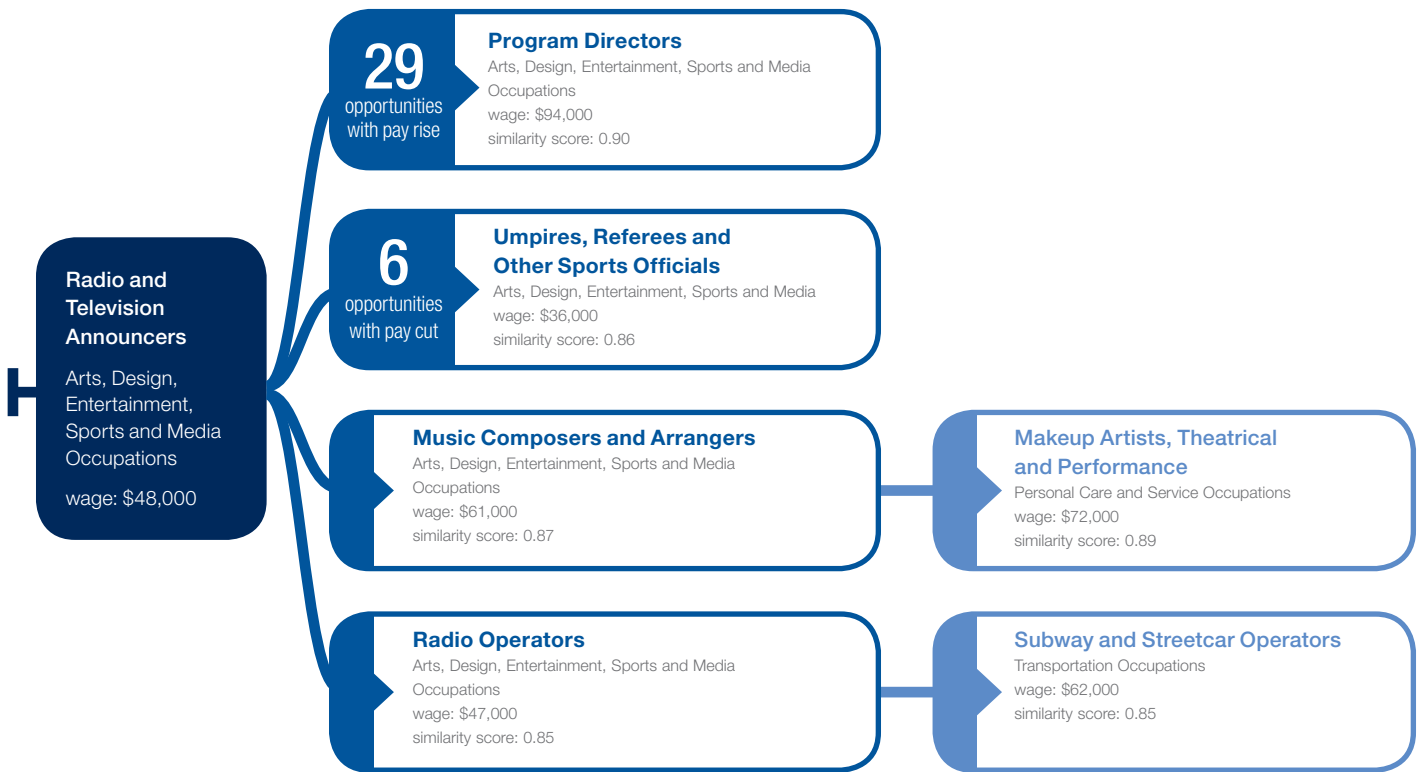 29
opportunities
with pay rise
Program Directors
Arts, Design, Entertainment, Sports and Media
Occupations
wage: $94,000
similarity score: 0.90
6
opportunities
with pay cut
Umpires, Referees and
Other Sports Officials
Arts, Design, Entertainment, Sports and Media
wage: $36,000
similarity score: 0.86
Radio and
Television
Announcers
Arts, Design,
Entertainment,
Sports and Media
Occupations
wage: $48,000
Music Composers and Arrangers
Arts, Design, Entertainment, Sports and Media
Occupations
wage: $61,000
similarity score: 0.87
Makeup Artists, Theatrical
and Performance
Personal Care and Service Occupations
wage: $72,000
similarity score: 0.89
Radio Operators
Arts, Design, Entertainment, Sports and Media
Occupations
wage: $47,000
similarity score: 0.85
Subway and Streetcar Operators
Transportation Occupations
wage: $62,000
similarity score: 0.85